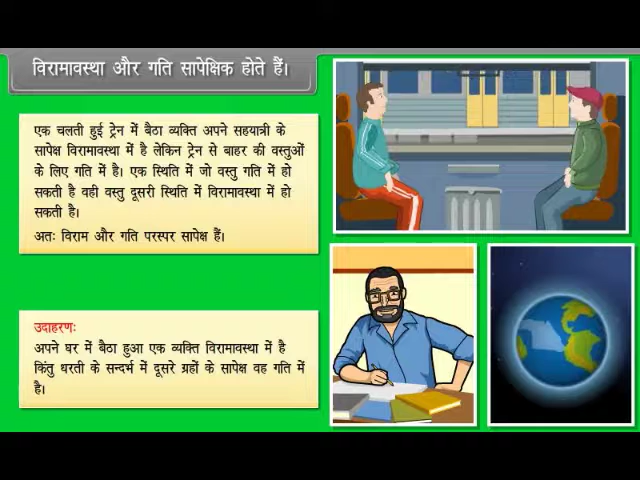 विरामावस्था और गति सापेक्षिक होते हैं।
एक चलती हुई ट्रेन में बैठा व्यक्ति अपने सहयात्री के
सापेक्ष विरामावस्था में है लेकिन ट्रेन से बाहर की वस्तुओं
के लिए गति में है। एक स्थिति में जो वस्तु गति में हो
सकती है वही वस्तु दूसरी स्थिति में विरामावस्था में हो
सकती है।
अतः विराम और गति परस्पर सापेक्ष हैं।
उदाहरणः
अपने घर में बैठा हुआ एक व्यक्ति विरामावस्था में है
किंतु धरती के सन्दर्भ में दूसरे ग्रहों के सापेक्ष वह गति में
है।